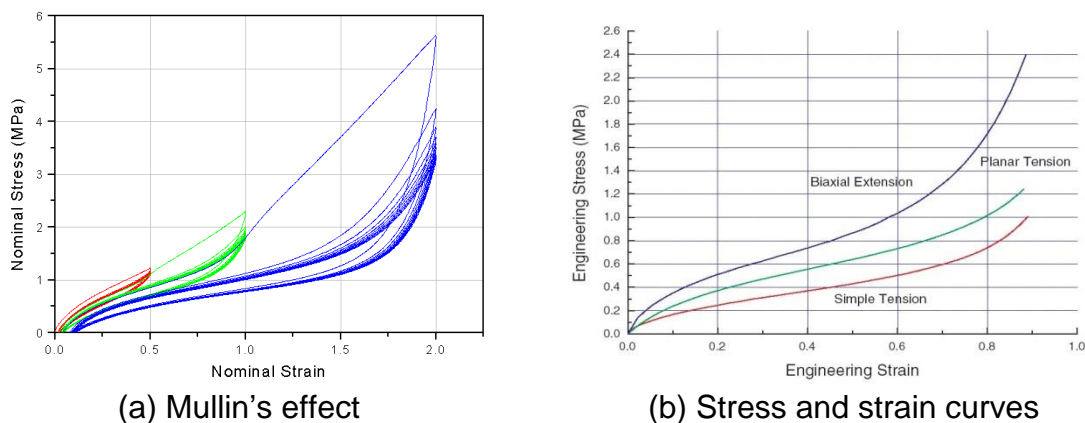 6
5
4
3
2
1
0
Nominal Stress (MPa)
0.0 0.5 1.0 1.5 2.0
Nominal Strain
(a) Mullin’s effect
2.6
2.4
2.2
2.0
1.8
1.6
1.4
1.2
1.0
0.8
0.6
0.4
0.2
0.0
Engineering Stress (MPa)
Planar Tension
Biaxial Extension
Simple Tension
0.0 0.2 0.4 0.6 0.8 1.0
Engineering Strain
(b) Stress and strain curves